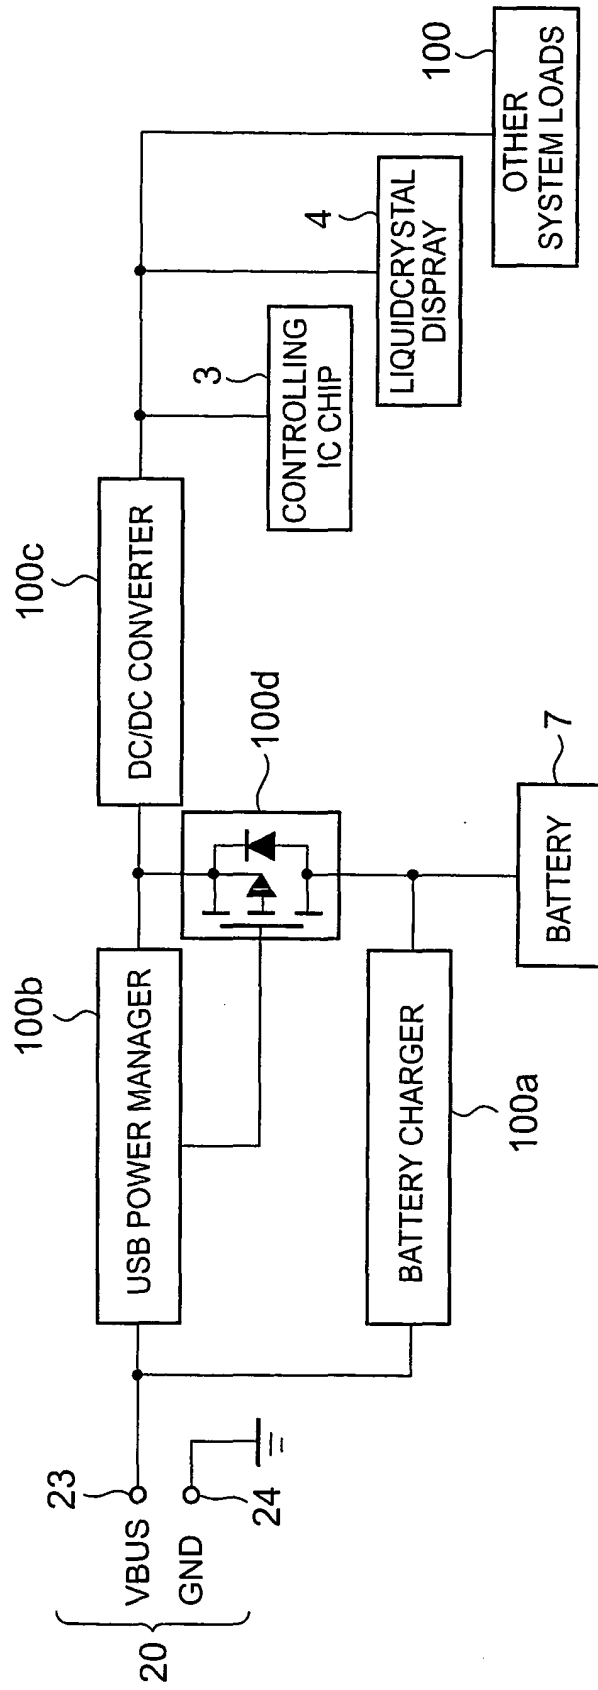 20
VBUS
23
GND
24
USB POWER MANAGER
100b
BATTERY CHARGER
100a
100d
BATTERY
7
DC/DC CONVERTER
100c
CONTROLLING
IC CHIP
3
LIQUIDCRYSTAL
DISPRAY
4
OTHER
SYSTEM LOADS
100